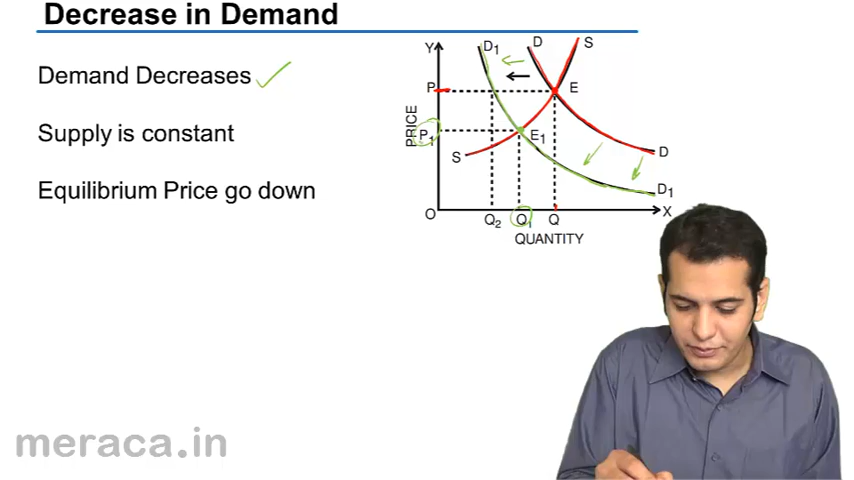 Decrease in Demand
Demand Decreases
Supply is constant
Equilibrium Price go down
Y
D1
D
S
P
E
PRICE
P1
E1
S
D
D1
O
Q2
Q1
Q
X
QUANTITY
meraca.in